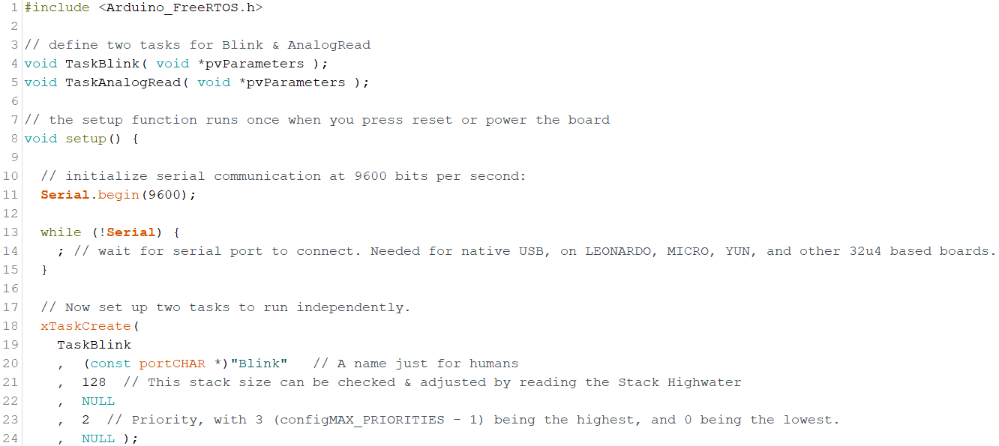 1 #include <Arduino_FreeRTOS.h>
2
3 // define two tasks for Blink & AnalogRead
4 void TaskBlink( void *pvParameters );
5 void TaskAnalogRead( void *pvParameters );
6
7 // the setup function runs once when you press reset or power the board
8 void setup() {
9
10   // initialize serial communication at 9600 bits per second:
11   Serial.begin(9600);
12
13   while (!Serial) {
14     ; // wait for serial port to connect. Needed for native USB, on LEONARDO, MICRO, YUN, and other 32u4 based boards.
15   }
16
17   // Now set up two tasks to run independently.
18   xTaskCreate(
19     TaskBlink
20     ,  (const portCHAR *)"Blink"   // A name just for humans
21     ,  128  // This stack size can be checked & adjusted by reading the Stack Highwater
22     ,  NULL
23     ,  2  // Priority, with 3 (configMAX_PRIORITIES - 1) being the highest, and 0 being the lowest.
24     ,  NULL );